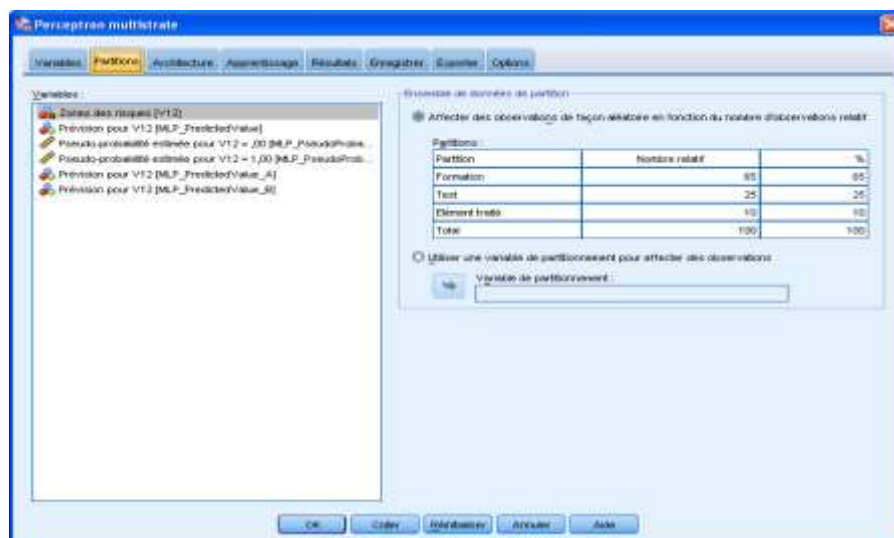 Perceptron multistrate
Variables Partitions Architecture Apprentissage Résultats Enregistrer Exporter Options
Variables :
Zones des risques [V12]
Prévision pour V12 [MLP_PredictedValue]
Pseudo-probabilité estimée pour V12 = ,00 [MLP_PseudoProba...
Pseudo-probabilité estimée pour V12 = 1,00 [MLP_PseudoProb...
Prévision pour V12 [MLP_PredictedValue_A]
Prévision pour V12 [MLP_PredictedValue_B]
Ensemble de données de partition
Affecter des observations de façon aléatoire en fonction du nombre d'observations relatif
Partitions :
Partition Nombre relatif %
Formation 65 65
Test 25 25
Elément traité 10 10
Total 100 100
Utiliser une variable de partitionnement pour affecter des observations
Variable de partitionnement :
OK Coller Réinitialiser Annuler Aide